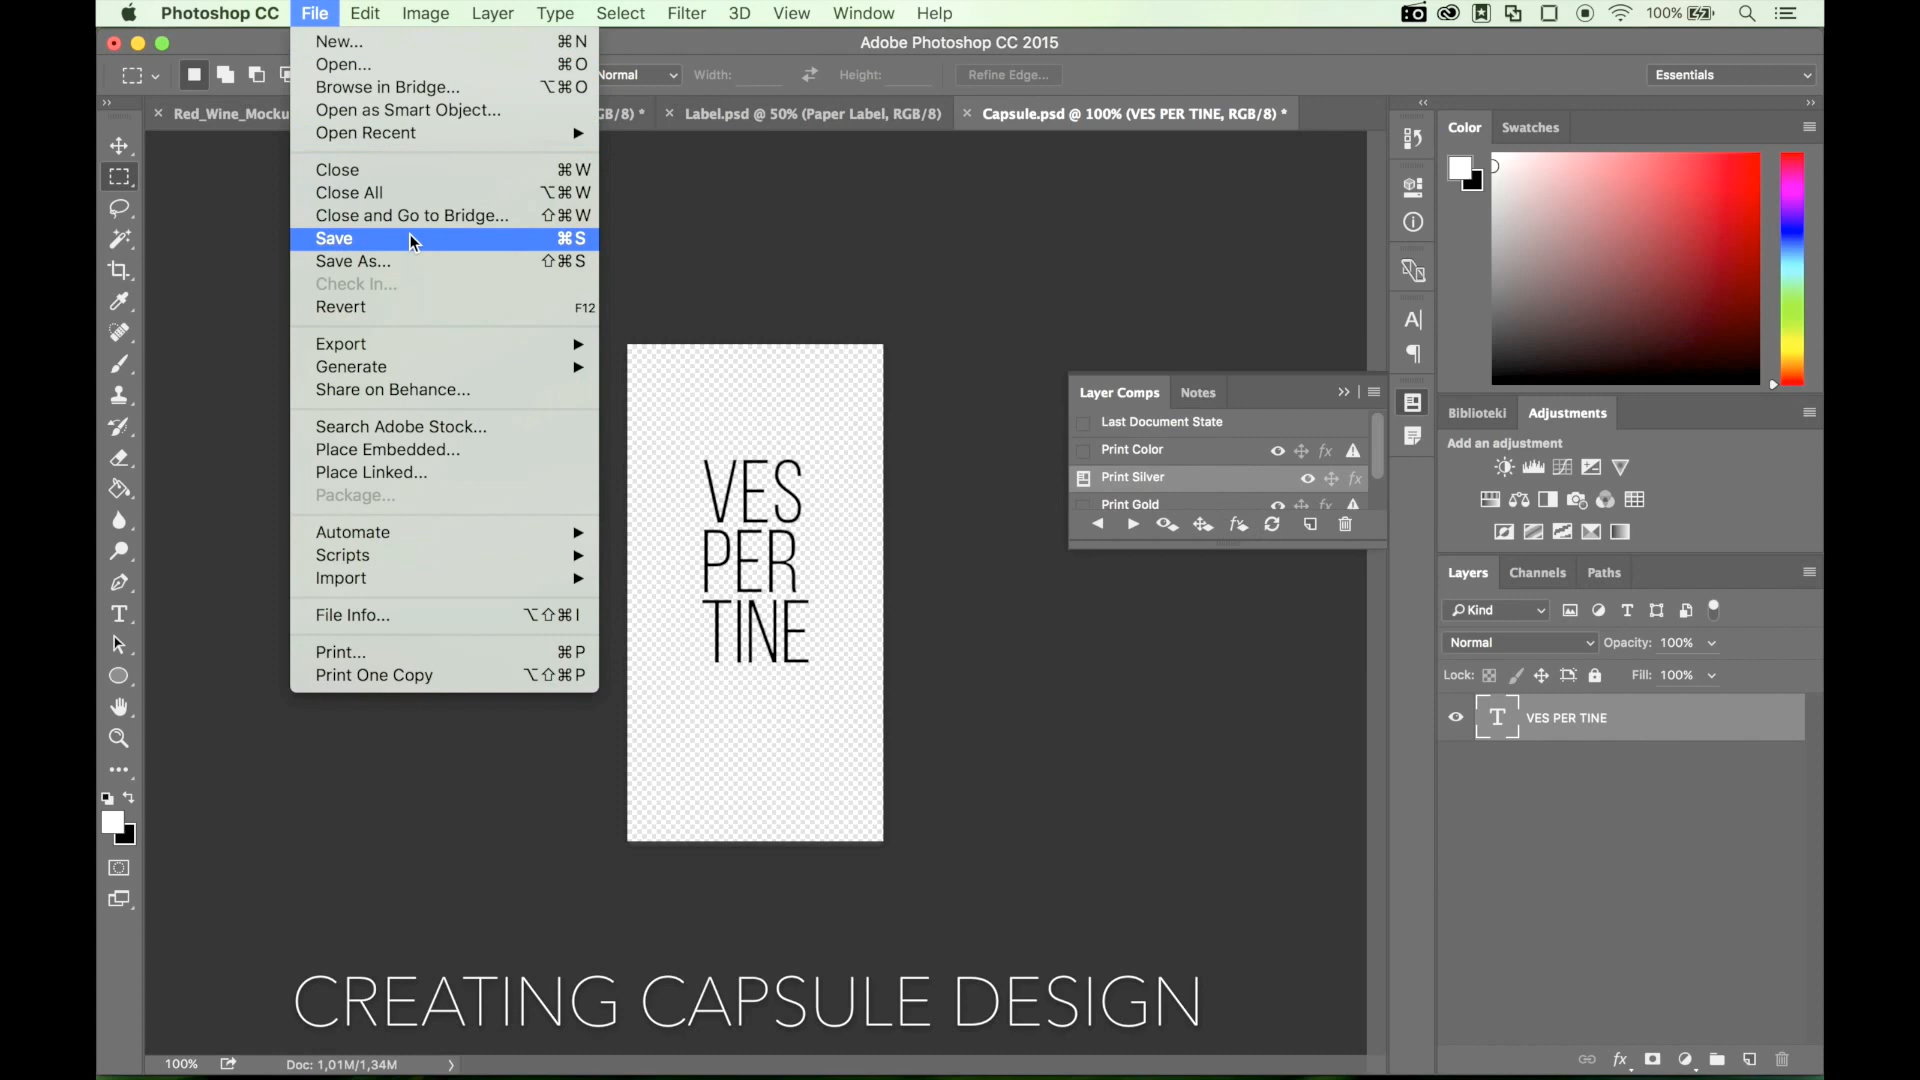 Photoshop CC File Edit Image Layer Type Select Filter 3D View Window Help 100%
Adobe Photoshop CC 2015
Normal Width: Height: Refine Edge... Essentials
Red_Wine_Mocku GB/8) * Label.psd @ 50% (Paper Label, RGB/8) Capsule.psd @ 100% (VES PER TINE, RGB/8) *
New... ⌘N
Open... ⌘O
Browse in Bridge... ⌥⌘O
Open as Smart Object...
Open Recent
Close ⌘W
Close All ⌥⌘W
Close and Go to Bridge... ⇧⌘W
Save ⌘S
Save As... ⇧⌘S
Check In...
Revert F12
Export
Generate
Share on Behance...
Search Adobe Stock...
Place Embedded...
Place Linked...
Package...
Automate
Scripts
Import
File Info... ⌥⇧⌘I
Print... ⌘P
Print One Copy ⌥⇧⌘P
VES
PER
TINE
Layer Comps Notes
Last Document State
Print Color
Print Silver
Print Gold
Color Swatches
Biblioteki Adjustments
Add an adjustment
Layers Channels Paths
Kind
Normal Opacity: 100%
Lock: Fill: 100%
T VES PER TINE
CREATING CAPSULE DESIGN
100% Doc: 1,01M/1,34M